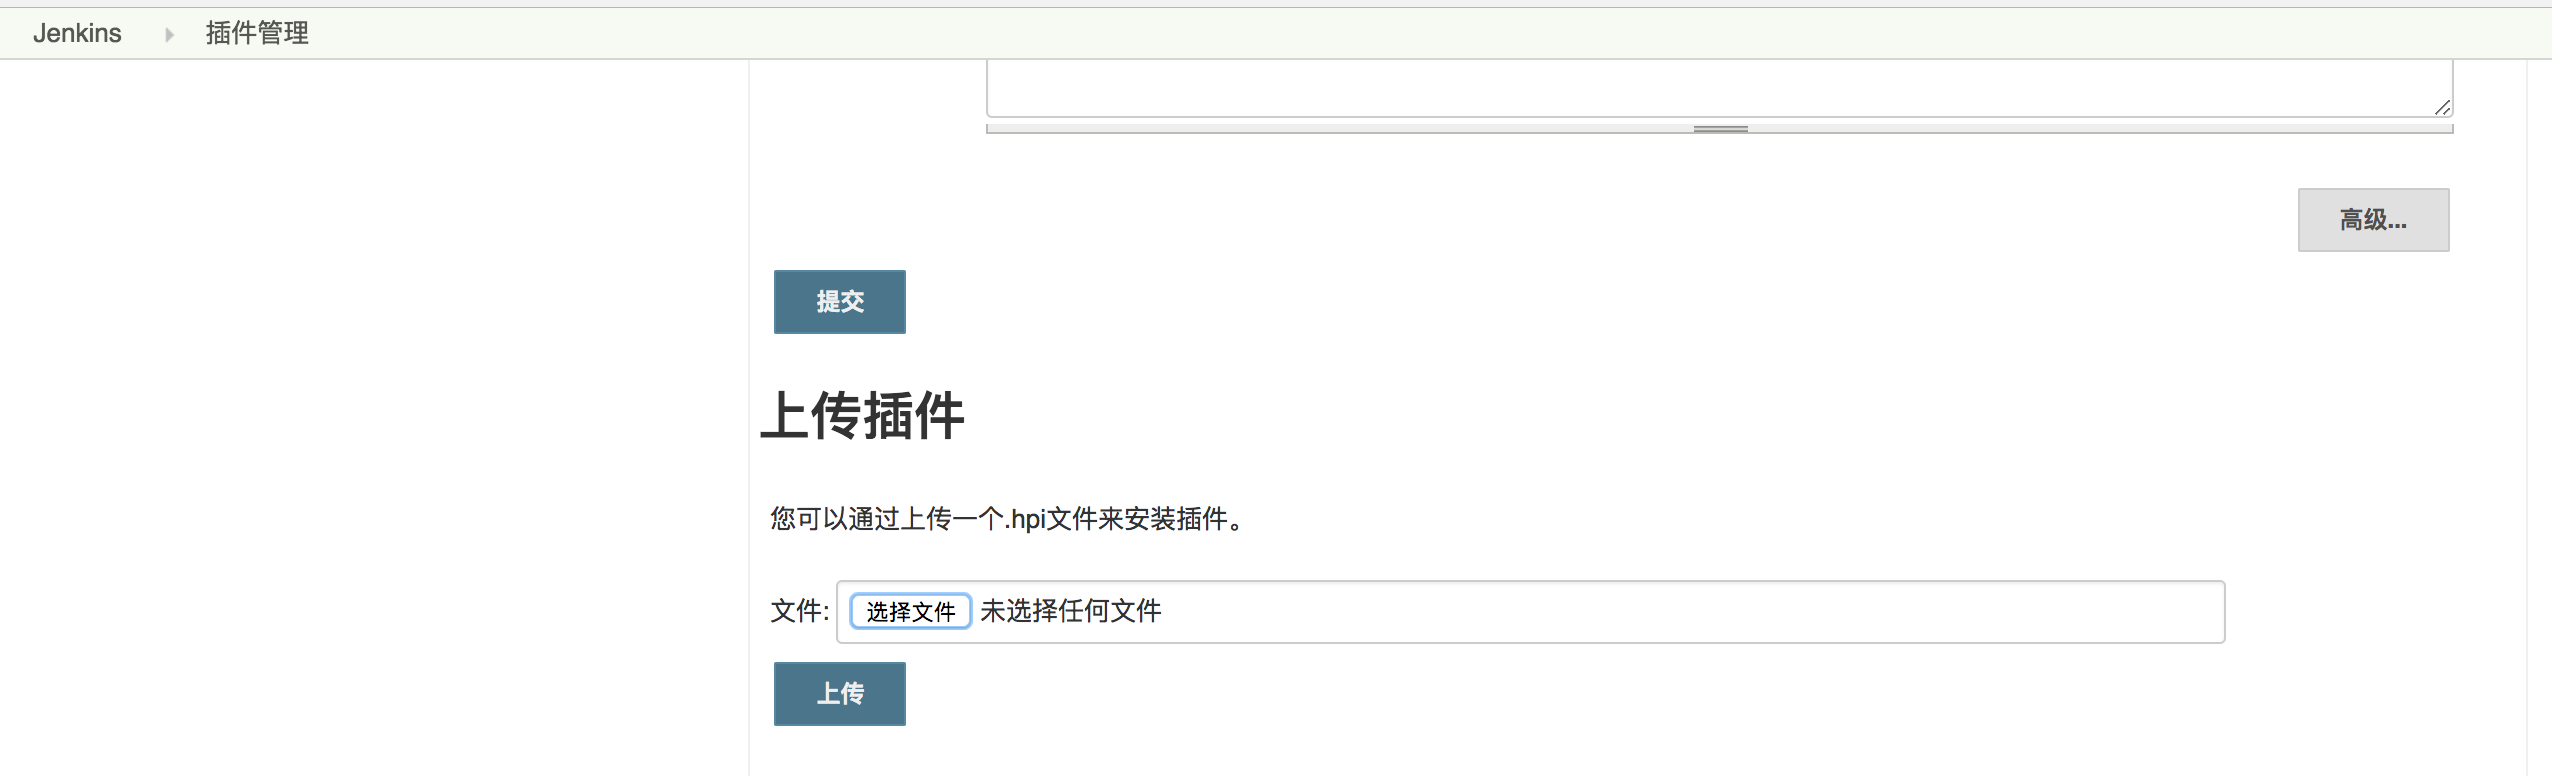 Jenkins 插件管理
高级...
提交
上传插件
您可以通过上传一个.hpi文件来安装插件。
文件: 选择文件 未选择任何文件
上传